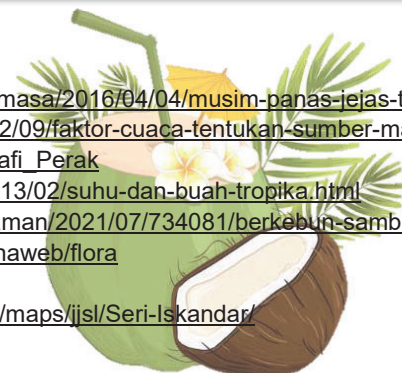 masa/2016/04/04/musim-panas-jejas-t
2/09/faktor-cuaca-tentukan-sumber-ma
afi_Perak
13/02/suhu-dan-buah-tropika.html
aman/2021/07/734081/berkebun-samb
naweb/flora
/maps/jjsl/Seri-Iskandar/